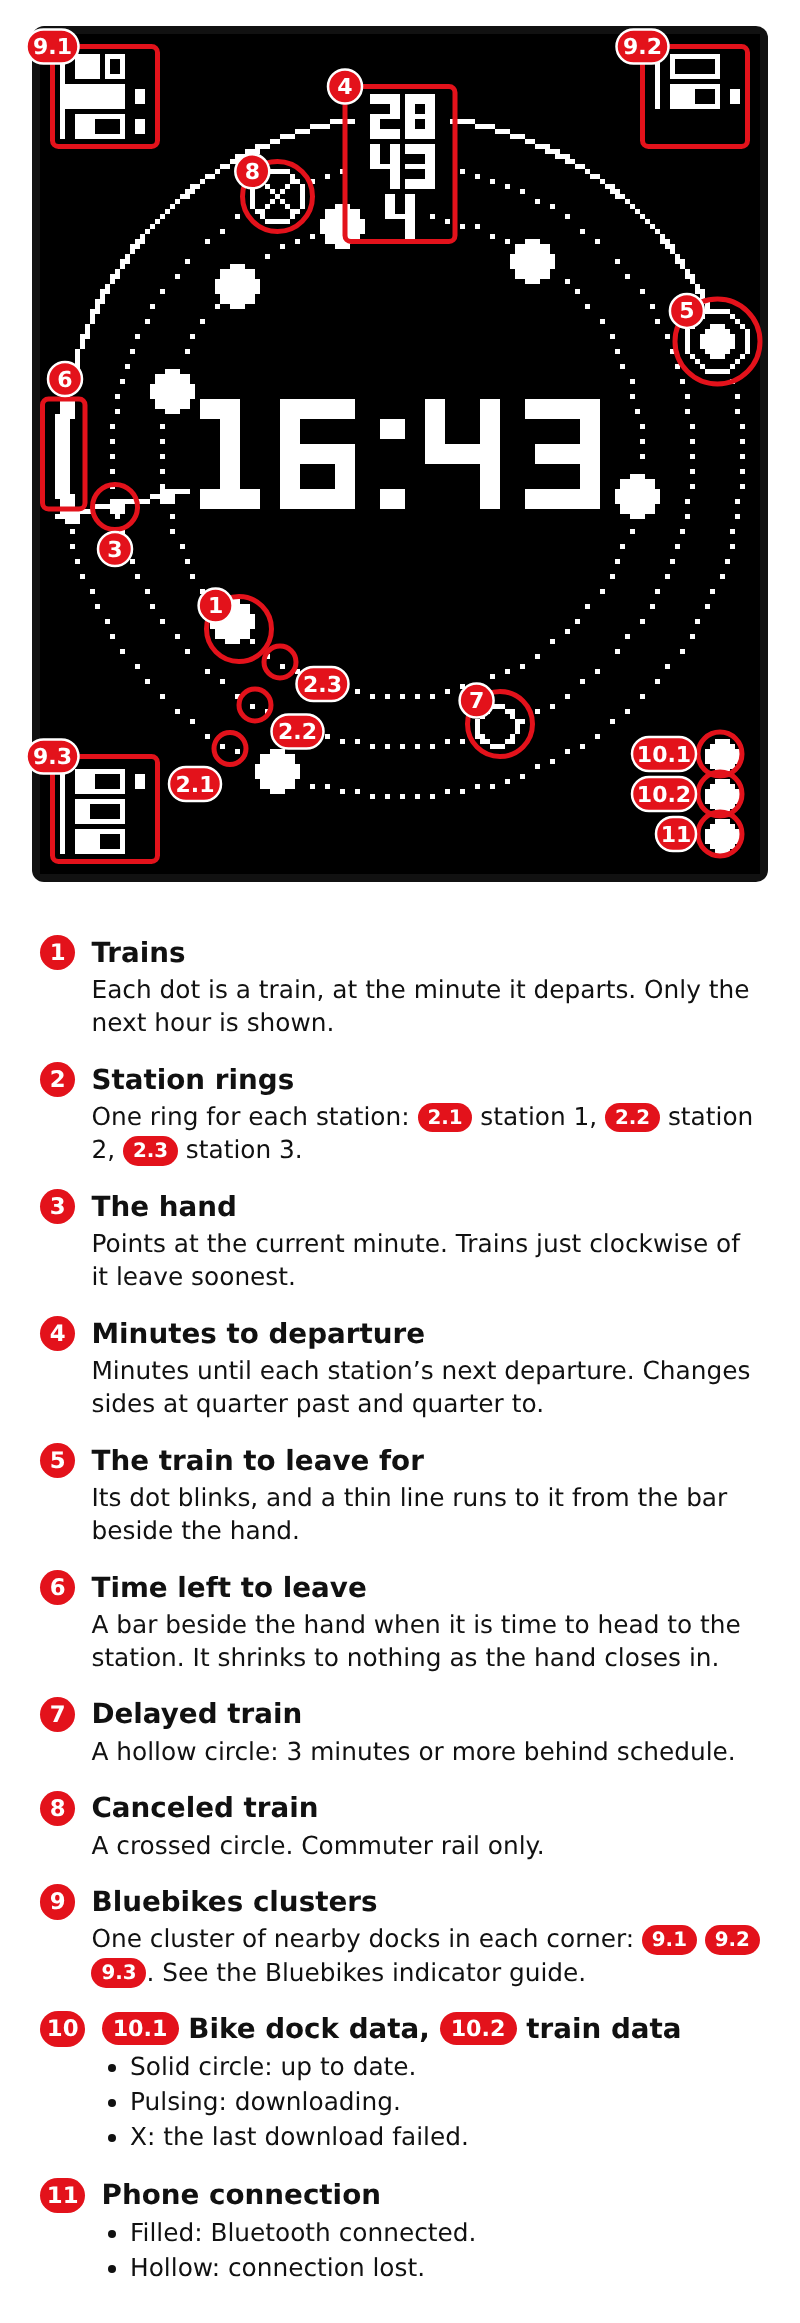 9.1
9.2
4
28
43
4
8
5
6
16:43
3
1
2.3
7
2.2
9.3
2.1
10.1
10.2
11
1 Trains
Each dot is a train, at the minute it departs. Only the
next hour is shown.
2 Station rings
One ring for each station: 2.1 station 1, 2.2 station
2, 2.3 station 3.
3 The hand
Points at the current minute. Trains just clockwise of
it leave soonest.
4 Minutes to departure
Minutes until each station’s next departure. Changes
sides at quarter past and quarter to.
5 The train to leave for
Its dot blinks, and a thin line runs to it from the bar
beside the hand.
6 Time left to leave
A bar beside the hand when it is time to head to the
station. It shrinks to nothing as the hand closes in.
7 Delayed train
A hollow circle: 3 minutes or more behind schedule.
8 Canceled train
A crossed circle. Commuter rail only.
9 Bluebikes clusters
One cluster of nearby docks in each corner: 9.1 9.2
9.3. See the Bluebikes indicator guide.
10 10.1 Bike dock data, 10.2 train data
• Solid circle: up to date.
• Pulsing: downloading.
• X: the last download failed.
11 Phone connection
• Filled: Bluetooth connected.
• Hollow: connection lost.